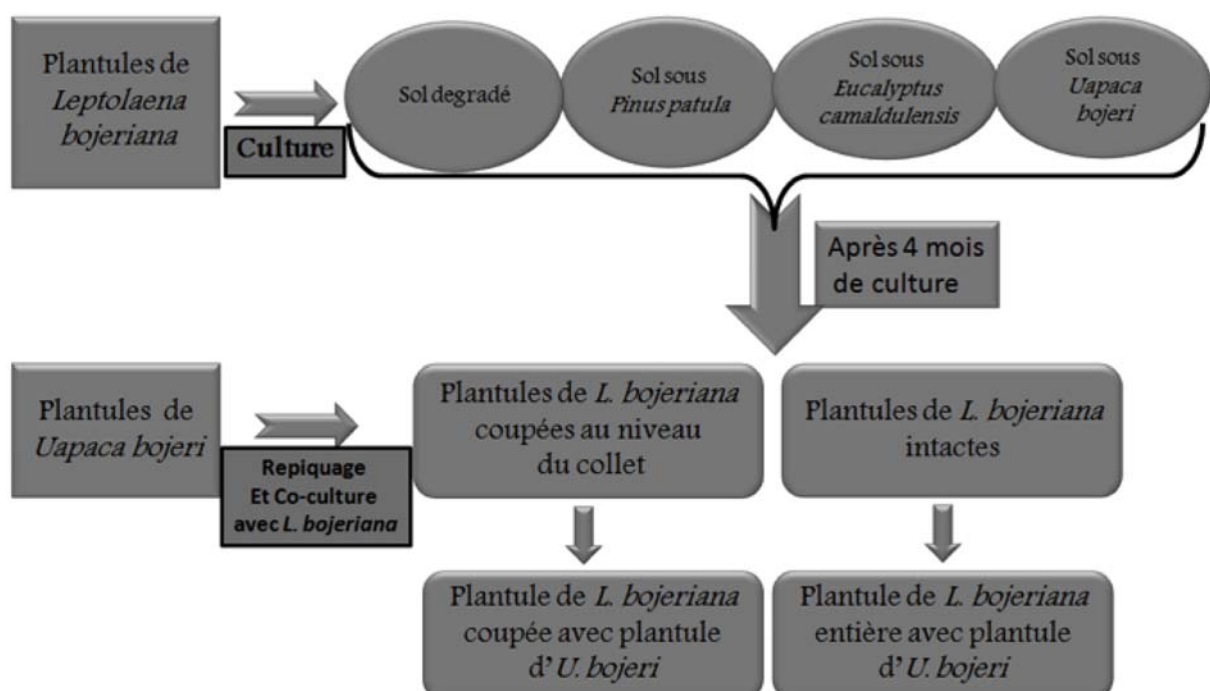 Plantules de
Leptolaena
bojeriana
Culture
Sol degradé
Sol sous
Pinus patula
Sol sous
Eucalyptus
camaldulensis
Sol sous
Uapaca
bojeri
Après 4 mois
de culture
Plantules de
Uapaca bojeri
Repiquage
Et Co-culture
avec L. bojeriana
Plantules de L. bojeriana
coupées au niveau
du collet
Plantules de L. bojeriana
intactes
Plantule de L. bojeriana
coupée avec plantule
d’ U. bojeri
Plantule de L. bojeriana
entière avec plantule
d’ U. bojeri